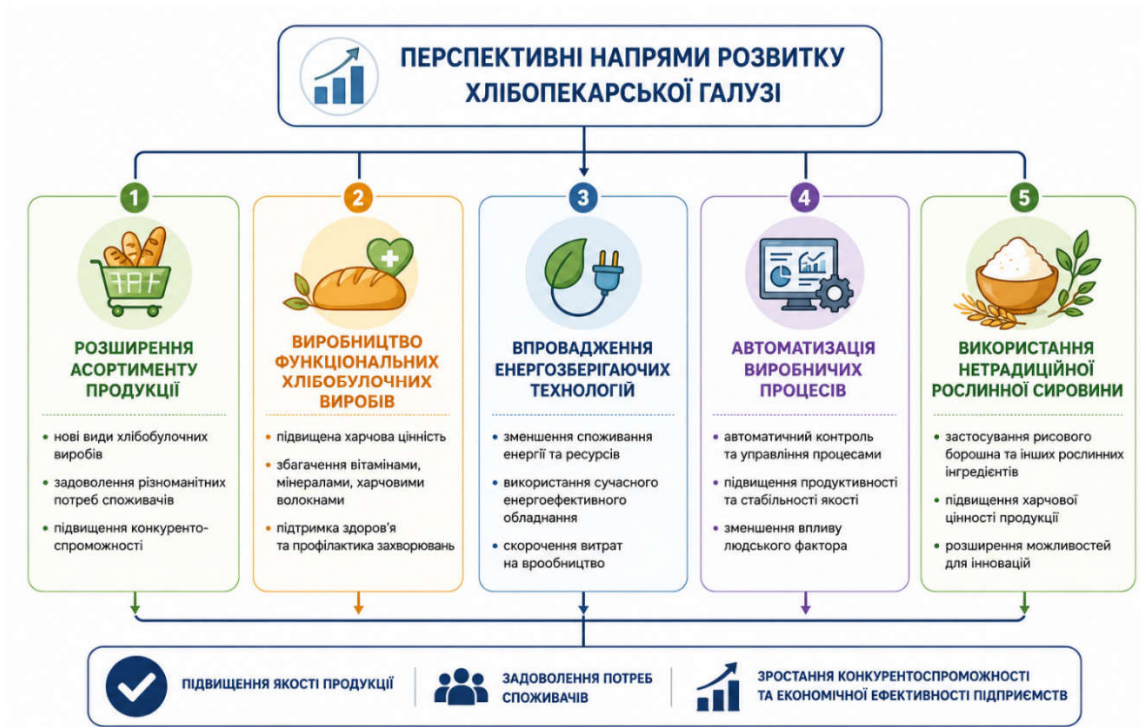 ПЕРСПЕКТИВНІ НАПРЯМИ РОЗВИТКУ
ХЛІБОПЕКАРСЬКОЇ ГАЛУЗІ
1
РОЗШИРЕННЯ
АСОРТИМЕНТУ
ПРОДУКЦІЇ
• нові види хлібобулочних
виробів
• задоволення різноманітних
потреб споживачів
• підвищення конкуренто-
спроможності
2
ВИРОБНИЦТВО
ФУНКЦІОНАЛЬНИХ
ХЛІБОБУЛОЧНИХ
ВИРОБІВ
• підвищена харчова цінність
• збагачення вітамінами,
мінералами, харчовими
волокнами
• підтримка здоров'я
та профілактика захворювань
3
ВПРОВАДЖЕННЯ
ЕНЕРГОЗБЕРІГАЮЧИХ
ТЕХНОЛОГІЙ
• зменшення споживання
енергії та ресурсів
• використання сучасного
енергоефективного
обладнання
• скорочення витрат
на врообництво
4
АВТОМАТИЗАЦІЯ
ВИРОБНИЧИХ
ПРОЦЕСІВ
• автоматичний контроль
та управління процесами
• підвищення продуктивності
та стабільності якості
• зменшення впливу
людського фактора
5
ВИКОРИСТАННЯ
НЕТРАДИЦІЙНОЇ
РОСЛИННОЇ СИРОВИНИ
• застосування рисового
борошна та інших рослинних
інгредієнтів
• підвищення харчової
цінності продукції
• розширення можливостей
для інновацій
ПІДВИЩЕННЯ ЯКОСТІ ПРОДУКЦІЇ
ЗАДОВОЛЕННЯ ПОТРЕБ
СПОЖИВАЧІВ
ЗРОСТАННЯ КОНКУРЕНТОСПРОМОЖНОСТІ
ТА ЕКОНОМІЧНОЇ ЕФЕКТИВНОСТІ ПІДПРИЄМСТВ